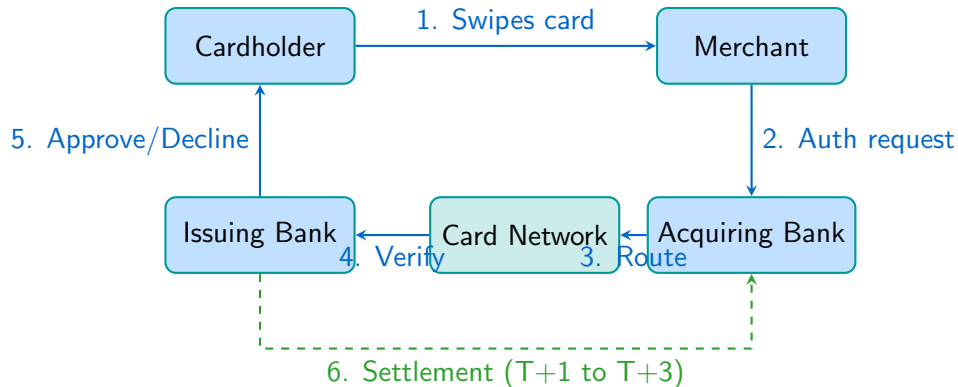 1. Swipes card
Cardholder
Merchant
5. Approve/Decline
2. Auth request
Issuing Bank
Card Network
Acquiring Bank
4. Verify
3. Route
6. Settlement (T+1 to T+3)